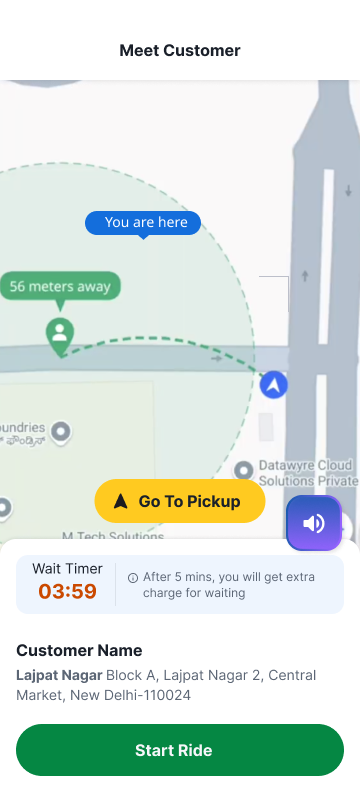 Meet Customer
You are here
56 meters away
oundries
ಫೌಂಡ್ರಿಸ್
Datawyre Cloud
Solutions Private
Go To Pickup
M Tech Solutions
Wait Timer
03:59
After 5 mins, you will get extra
charge for waiting
Customer Name
Lajpat Nagar Block A, Lajpat Nagar 2, Central
Market, New Delhi-110024
Start Ride